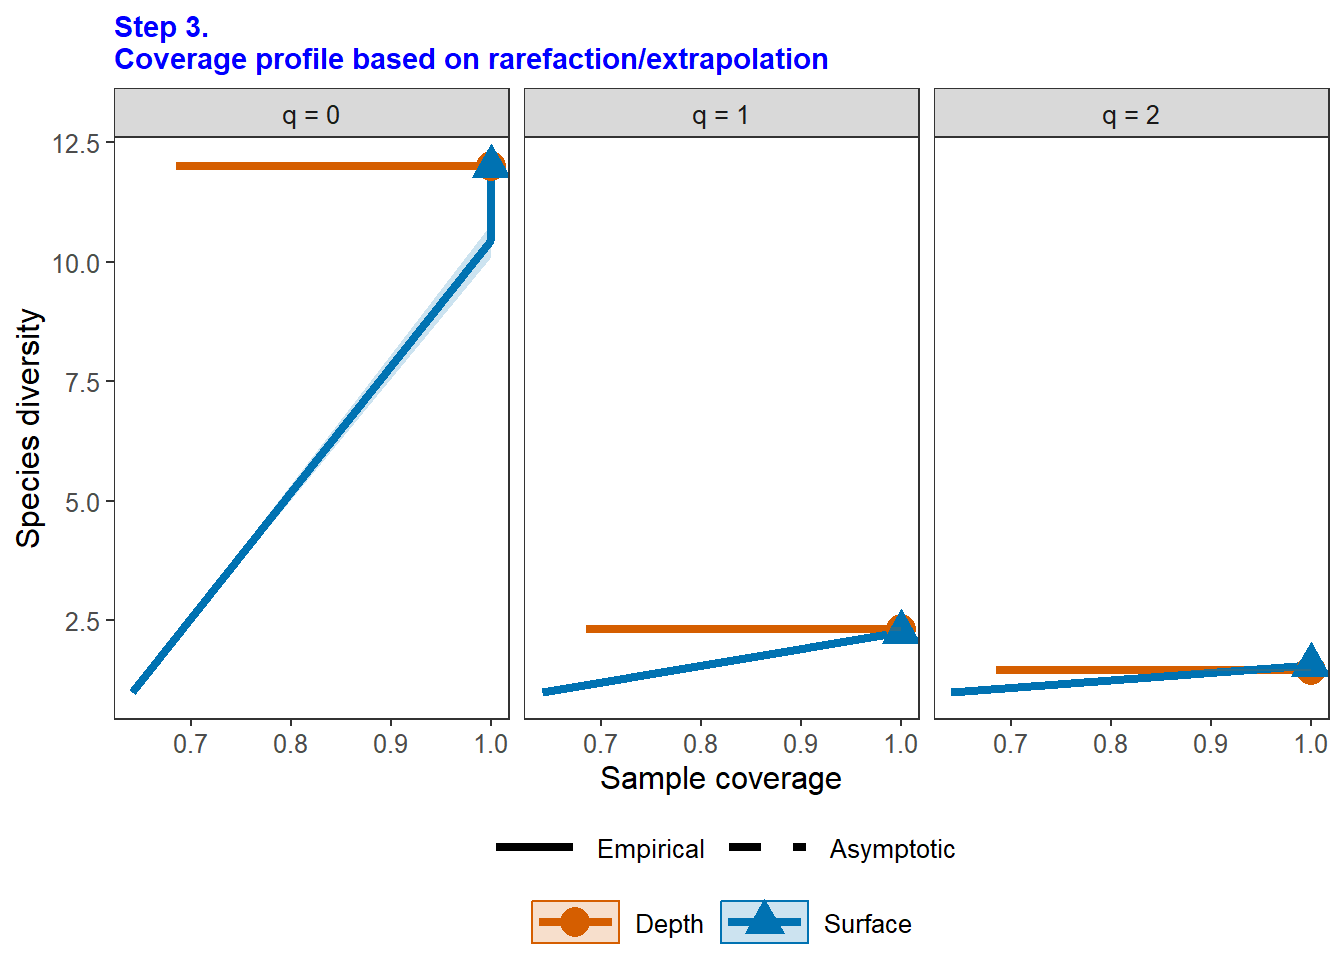 Step 3.
Coverage profile based on rarefaction/extrapolation
q = 0
q = 1
q = 2
12.5
10.0
7.5
5.0
2.5
Species diversity
0.7 0.8 0.9 1.0
0.7 0.8 0.9 1.0
0.7 0.8 0.9 1.0
Sample coverage
Empirical
Asymptotic
Depth
Surface